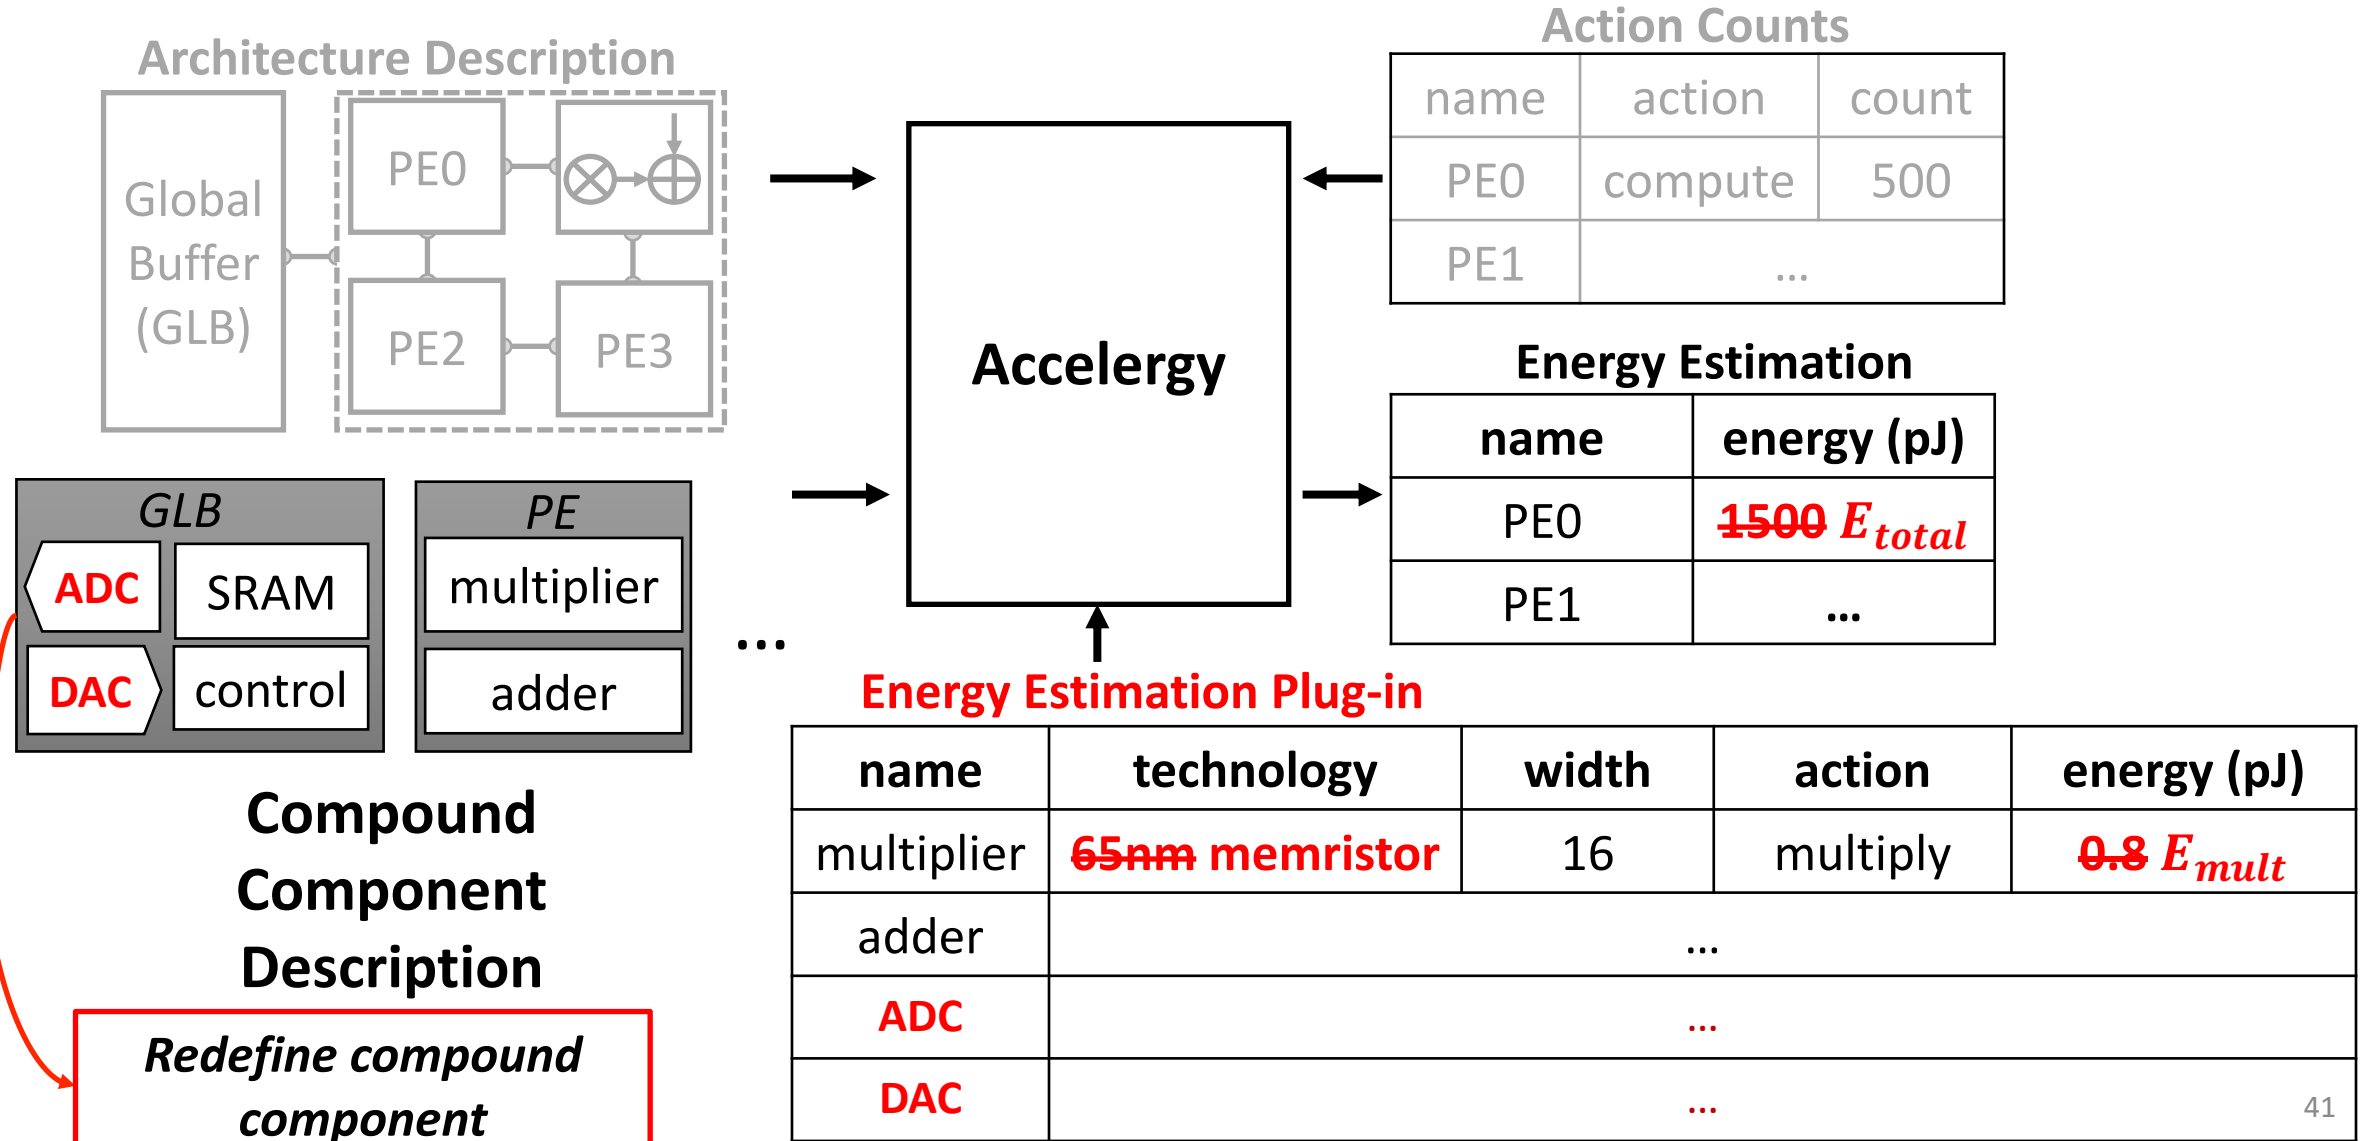 Architecture Description
Global
Buffer
(GLB)
PE0
PE2
PE3
Action Counts
name action count
PE0 compute 500
PE1 ...
Accelergy
Energy Estimation
name energy (pJ)
PE0 1500 E_total
PE1 ...
GLB
ADC SRAM
DAC control
PE
multiplier
adder
...
Compound
Component
Description
Redefine compound
component
Energy Estimation Plug-in
name technology width action energy (pJ)
multiplier 65nm memristor 16 multiply 0.8 E_mult
adder ...
ADC ...
DAC ...
41